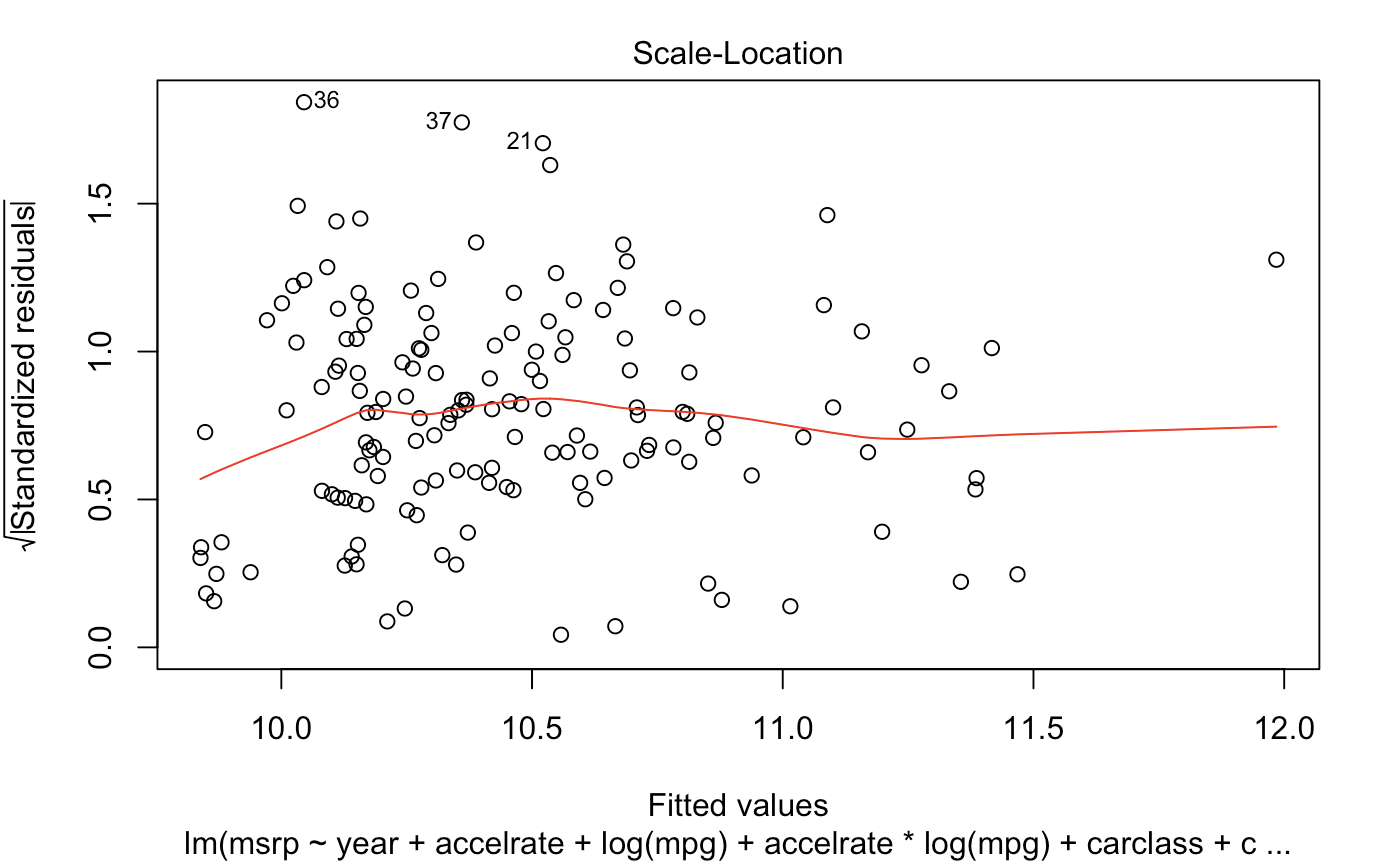 Scale-Location
36
37
21
√|Standardized residuals|
1.5
1.0
0.5
0.0
10.0 10.5 11.0 11.5 12.0
Fitted values
lm(msrp ~ year + accelrate + log(mpg) + accelrate * log(mpg) + carclass + c ...